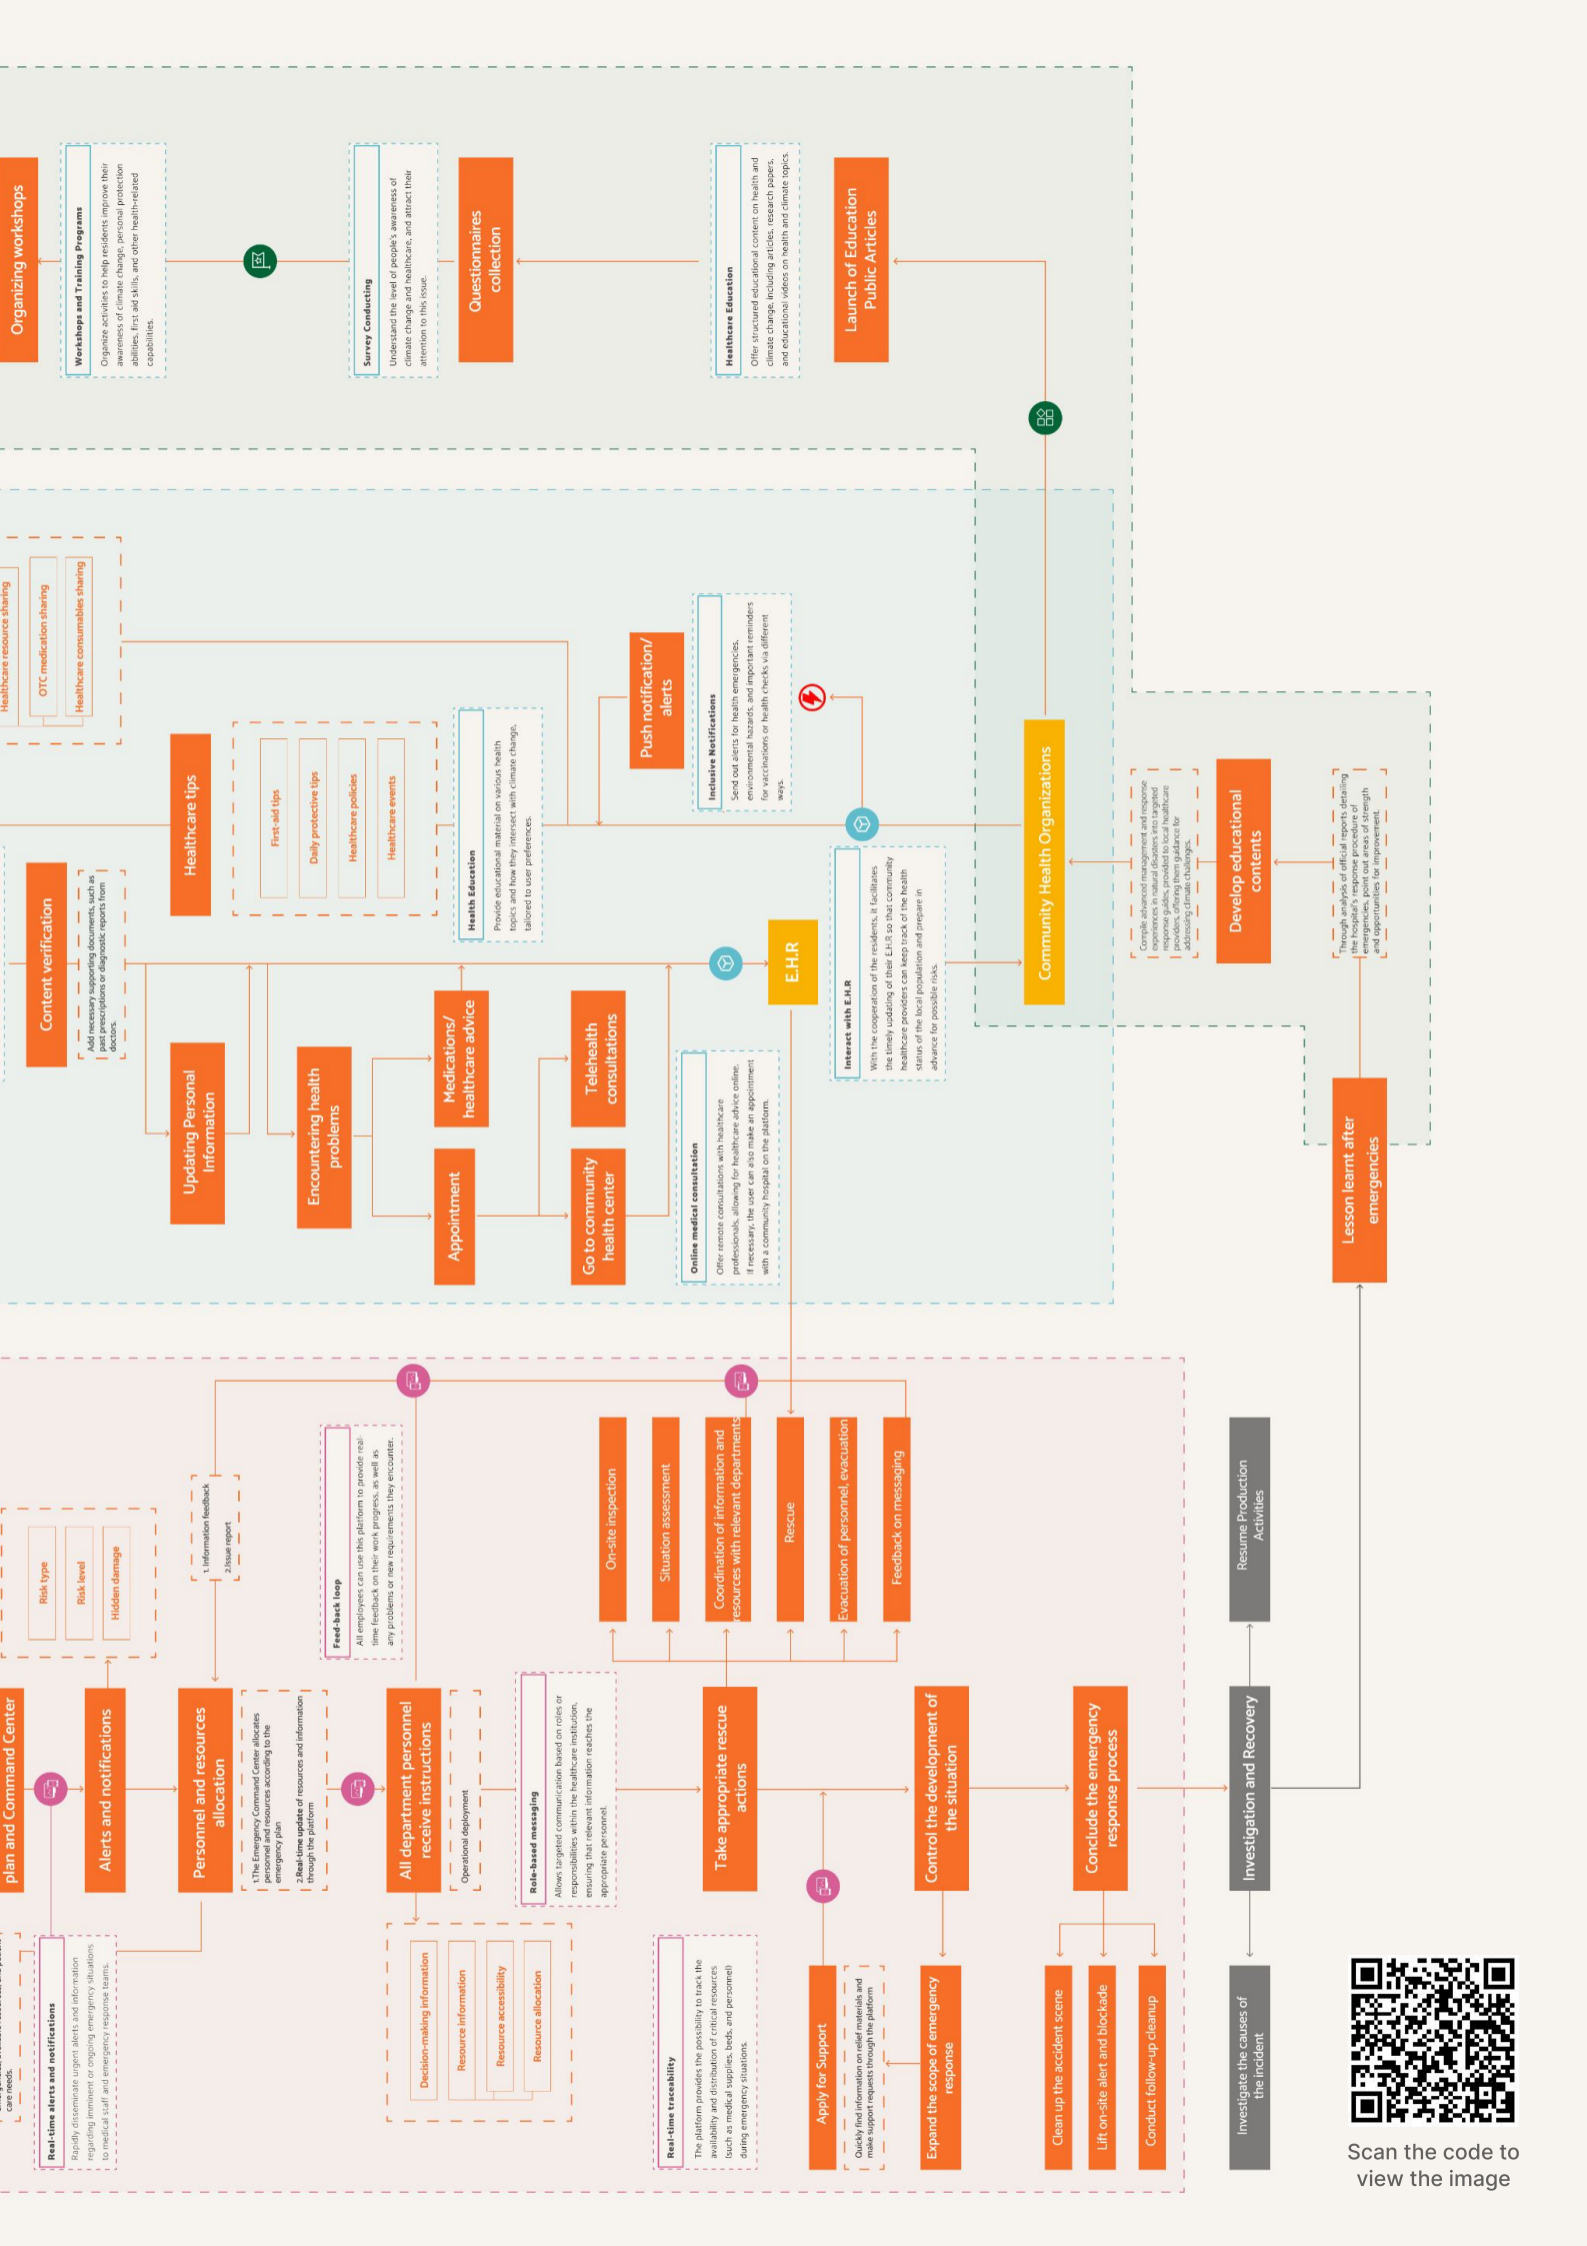 Organizing workshops
Workshops and Training Programs
Organize activities to help residents improve their
awareness of climate change, personal protection
abilities, first aid skills, and other health-related
capabilities.
Survey Conducting
Understand the level of people's awareness of
climate change and healthcare, and attract their
attention to this issue.
Questionnaires
collection
Healthcare Education
Offer structured educational content on health and
climate change, including articles, research papers,
and educational videos on health and climate topics.
Launch of Education
Public Articles
Healthcare resource sharing
OTC medication sharing
Healthcare consumables sharing
Healthcare tips
First-aid tips
Daily protective tips
Healthcare policies
Healthcare events
Health Education
Provide educational material on various health
topics and how they intersect with climate change,
tailored to user preferences.
Push notification/
alerts
Inclusive Notifications
Send out alerts for health emergencies,
environmental hazards, and important reminders
for vaccinations or health checks via different
ways.
Content verification
Add necessary supporting documents, such as
past prescriptions or diagnostic reports from
doctors.
Updating Personal
Information
Encountering health
problems
Medications/
healthcare advice
Appointment
Telehealth
consultations
Go to community
health center
Online medical consultation
Offer remote consultations with healthcare
professionals, allowing for healthcare advice online.
If necessary, the user can also make an appointment
with a community hospital on the platform.
E.H.R
Interact with E.H.R
With the cooperation of the residents, it facilitates
the timely updating of their E.H.R so that community
healthcare providers can keep track of the health
status of the local population and prepare in
advance for possible risks.
Community Health Organizations
Compile advanced management and response
experiences in natural disasters into targeted
response guides, provided to local healthcare
providers, offering them guidance for
addressing climate challenges.
Develop educational
contents
Through analysis of official reports detailing
the hospital's response procedure of
emergencies, point out areas of strength
and opportunities for improvement.
Lesson learnt after
emergencies
plan and Command Center
Risk type
Risk level
Hidden damage
Alerts and notifications
care needs.
Real-time alerts and notifications
Rapidly disseminate urgent alerts and information
regarding imminent or ongoing emergency situations
to medical staff and emergency response teams.
1. Information feedback
2.Issue report
Personnel and resources
allocation
1.The Emergency Command Center allocates
personnel and resources according to the
emergency plan
2.Real-time update of resources and information
through the platform
Feed-back loop
All employees can use this platform to provide real-
time feedback on their work progress, as well as
any problems or new requirements they encounter.
All department personnel
receive instructions
Operational deployment
Decision-making information
Resource information
Resource accessibility
Resource allocation
Role-based messaging
Allows targeted communication based on roles or
responsibilities within the healthcare institution,
ensuring that relevant information reaches the
appropriate personnel.
On-site inspection
Situation assessment
Coordination of information and
resources with relevant departments
Rescue
Evacuation of personnel, evacuation
Feedback on messaging
Take appropriate rescue
actions
Real-time traceability
The platform provides the possibility to track the
availability and distribution of critical resources
(such as medical supplies, beds, and personnel)
during emergency situations.
Apply for Support
Quickly find information on relief materials and
make support requests through the platform
Control the development of
the situation
Expand the scope of emergency
response
Conclude the emergency
response process
Clean up the accident scene
Lift on-site alert and blockade
Conduct follow-up cleanup
Resume Production
Activities
Investigation and Recovery
Investigate the causes of
the incident
Scan the code to
view the image